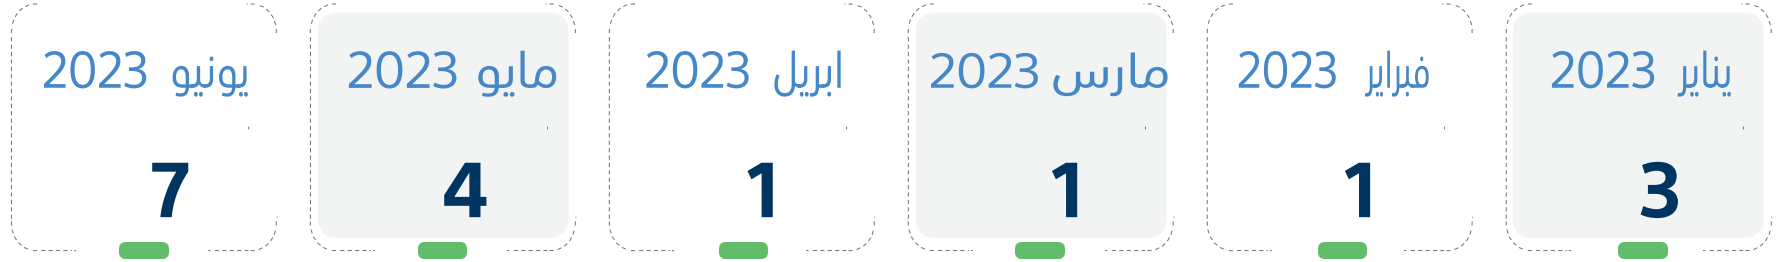 يناير 2023
3
فبراير 2023
1
مارس 2023
1
ابريل 2023
1
مايو 2023
4
يونيو 2023
7